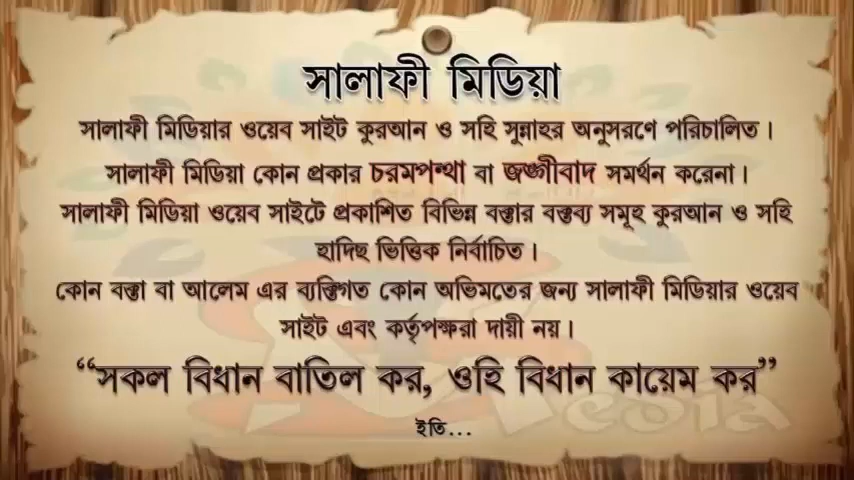 সালাফী মিডিয়া
সালাফী মিডিয়ার ওয়েব সাইট কুরআন ও সহি সুন্নাহর অনুসরণে পরিচালিত।
সালাফী মিডিয়া কোন প্রকার চরমপন্থা বা জঙ্গীবাদ সমর্থন করেনা।
সালাফী মিডিয়া ওয়েব সাইটে প্রকাশিত বিভিন্ন বক্তার বক্তব্য সমূহ কুরআন ও সহি
হাদিছ ভিত্তিক নির্বাচিত।
কোন বক্তা বা আলেম এর ব্যক্তিগত কোন অভিমতের জন্য সালাফী মিডিয়ার ওয়েব
সাইট এবং কর্তৃপক্ষরা দায়ী নয়।
“সকল বিধান বাতিল কর, ওহি বিধান কায়েম কর”
ইতি...